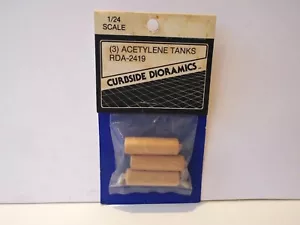 1/24
SCALE
(3) ACETYLENE TANKS
RDA-2419
CURBSIDE DIORAMICS